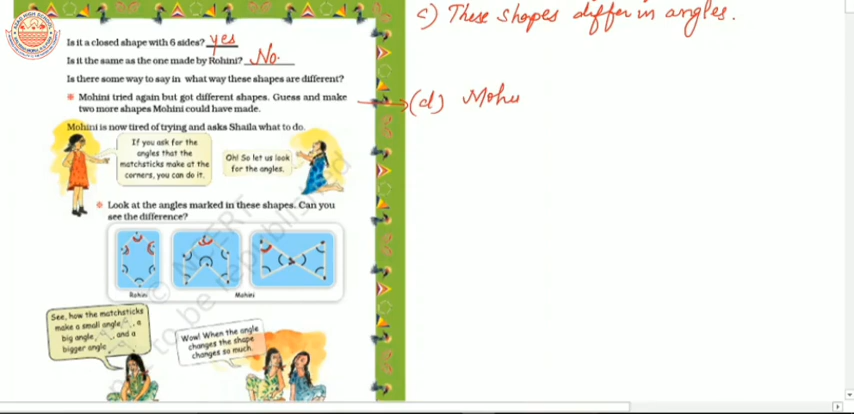 c) These shapes differ in angles.
Is it a closed shape with 6 sides? yes
Is it the same as the one made by Rohini? No.
Is there some way to say in what way these shapes are different?
* Mohini tried again but got different shapes. Guess and make
two more shapes Mohini could have made.
(d) Mohi
Mohini is now tired of trying and asks Shaila what to do.
If you ask for the
angles that the
matchsticks make at the
corners, you can do it.
Oh! So let us look
for the angles.
* Look at the angles marked in these shapes. Can you
see the difference?
Rohini
Mohini
See, how the matchsticks
make a small angle, a
big angle, and a
bigger angle
Wow! When the angle
changes the shape
changes so much.
© NCERT
not to be republished